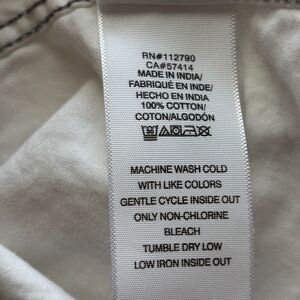 RN#112790
CA#57414
MADE IN INDIA/
FABRIQUÉ EN INDE/
HECHO EN INDIA
100% COTTON/
COTON/ALGODÓN
MACHINE WASH COLD
WITH LIKE COLORS
GENTLE CYCLE INSIDE OUT
ONLY NON-CHLORINE
BLEACH
TUMBLE DRY LOW
LOW IRON INSIDE OUT